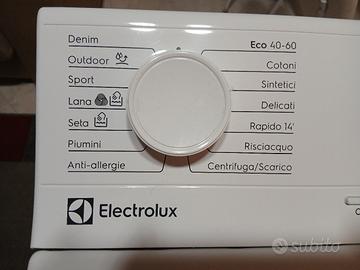 Denim
Outdoor
Sport
Lana
Seta
Piumini
Anti-allergie
Eco 40-60
Cotoni
Sintetici
Delicati
Rapido 14'
Risciacquo
Centrifuga/Scarico
Electrolux
subito